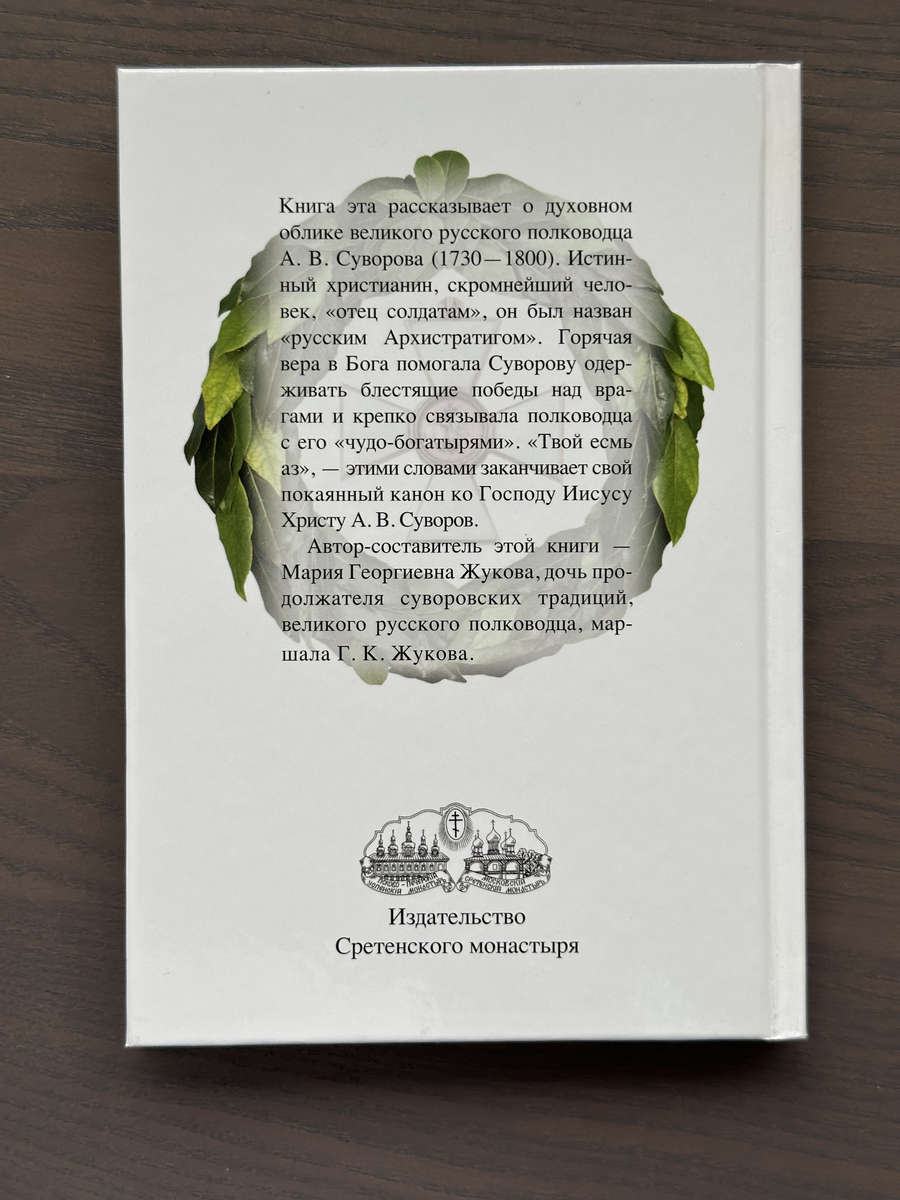 Книга эта рассказывает о духовном
облике великого русского полководца
А. В. Суворова (1730—1800). Истин-
ный христианин, скромнейший чело-
век, «отец солдатам», он был назван
«русским Архистратигом». Горячая
вера в Бога помогала Суворову одер-
живать блестящие победы над вра-
гами и крепко связывала полководца
с его «чудо-богатырями». «Твой есмь
аз», — этими словами заканчивает свой
покаянный канон ко Господу Иисусу
Христу А. В. Суворов.
Автор-составитель этой книги —
Мария Георгиевна Жукова, дочь про-
должателя суворовских традиций,
великого русского полководца, мар-
шала Г. К. Жукова.
МОСКОВСКІЙ
СРЕТЕНСКІЙ МОНАСТЫРЬ
Издательство
Сретенского монастыря